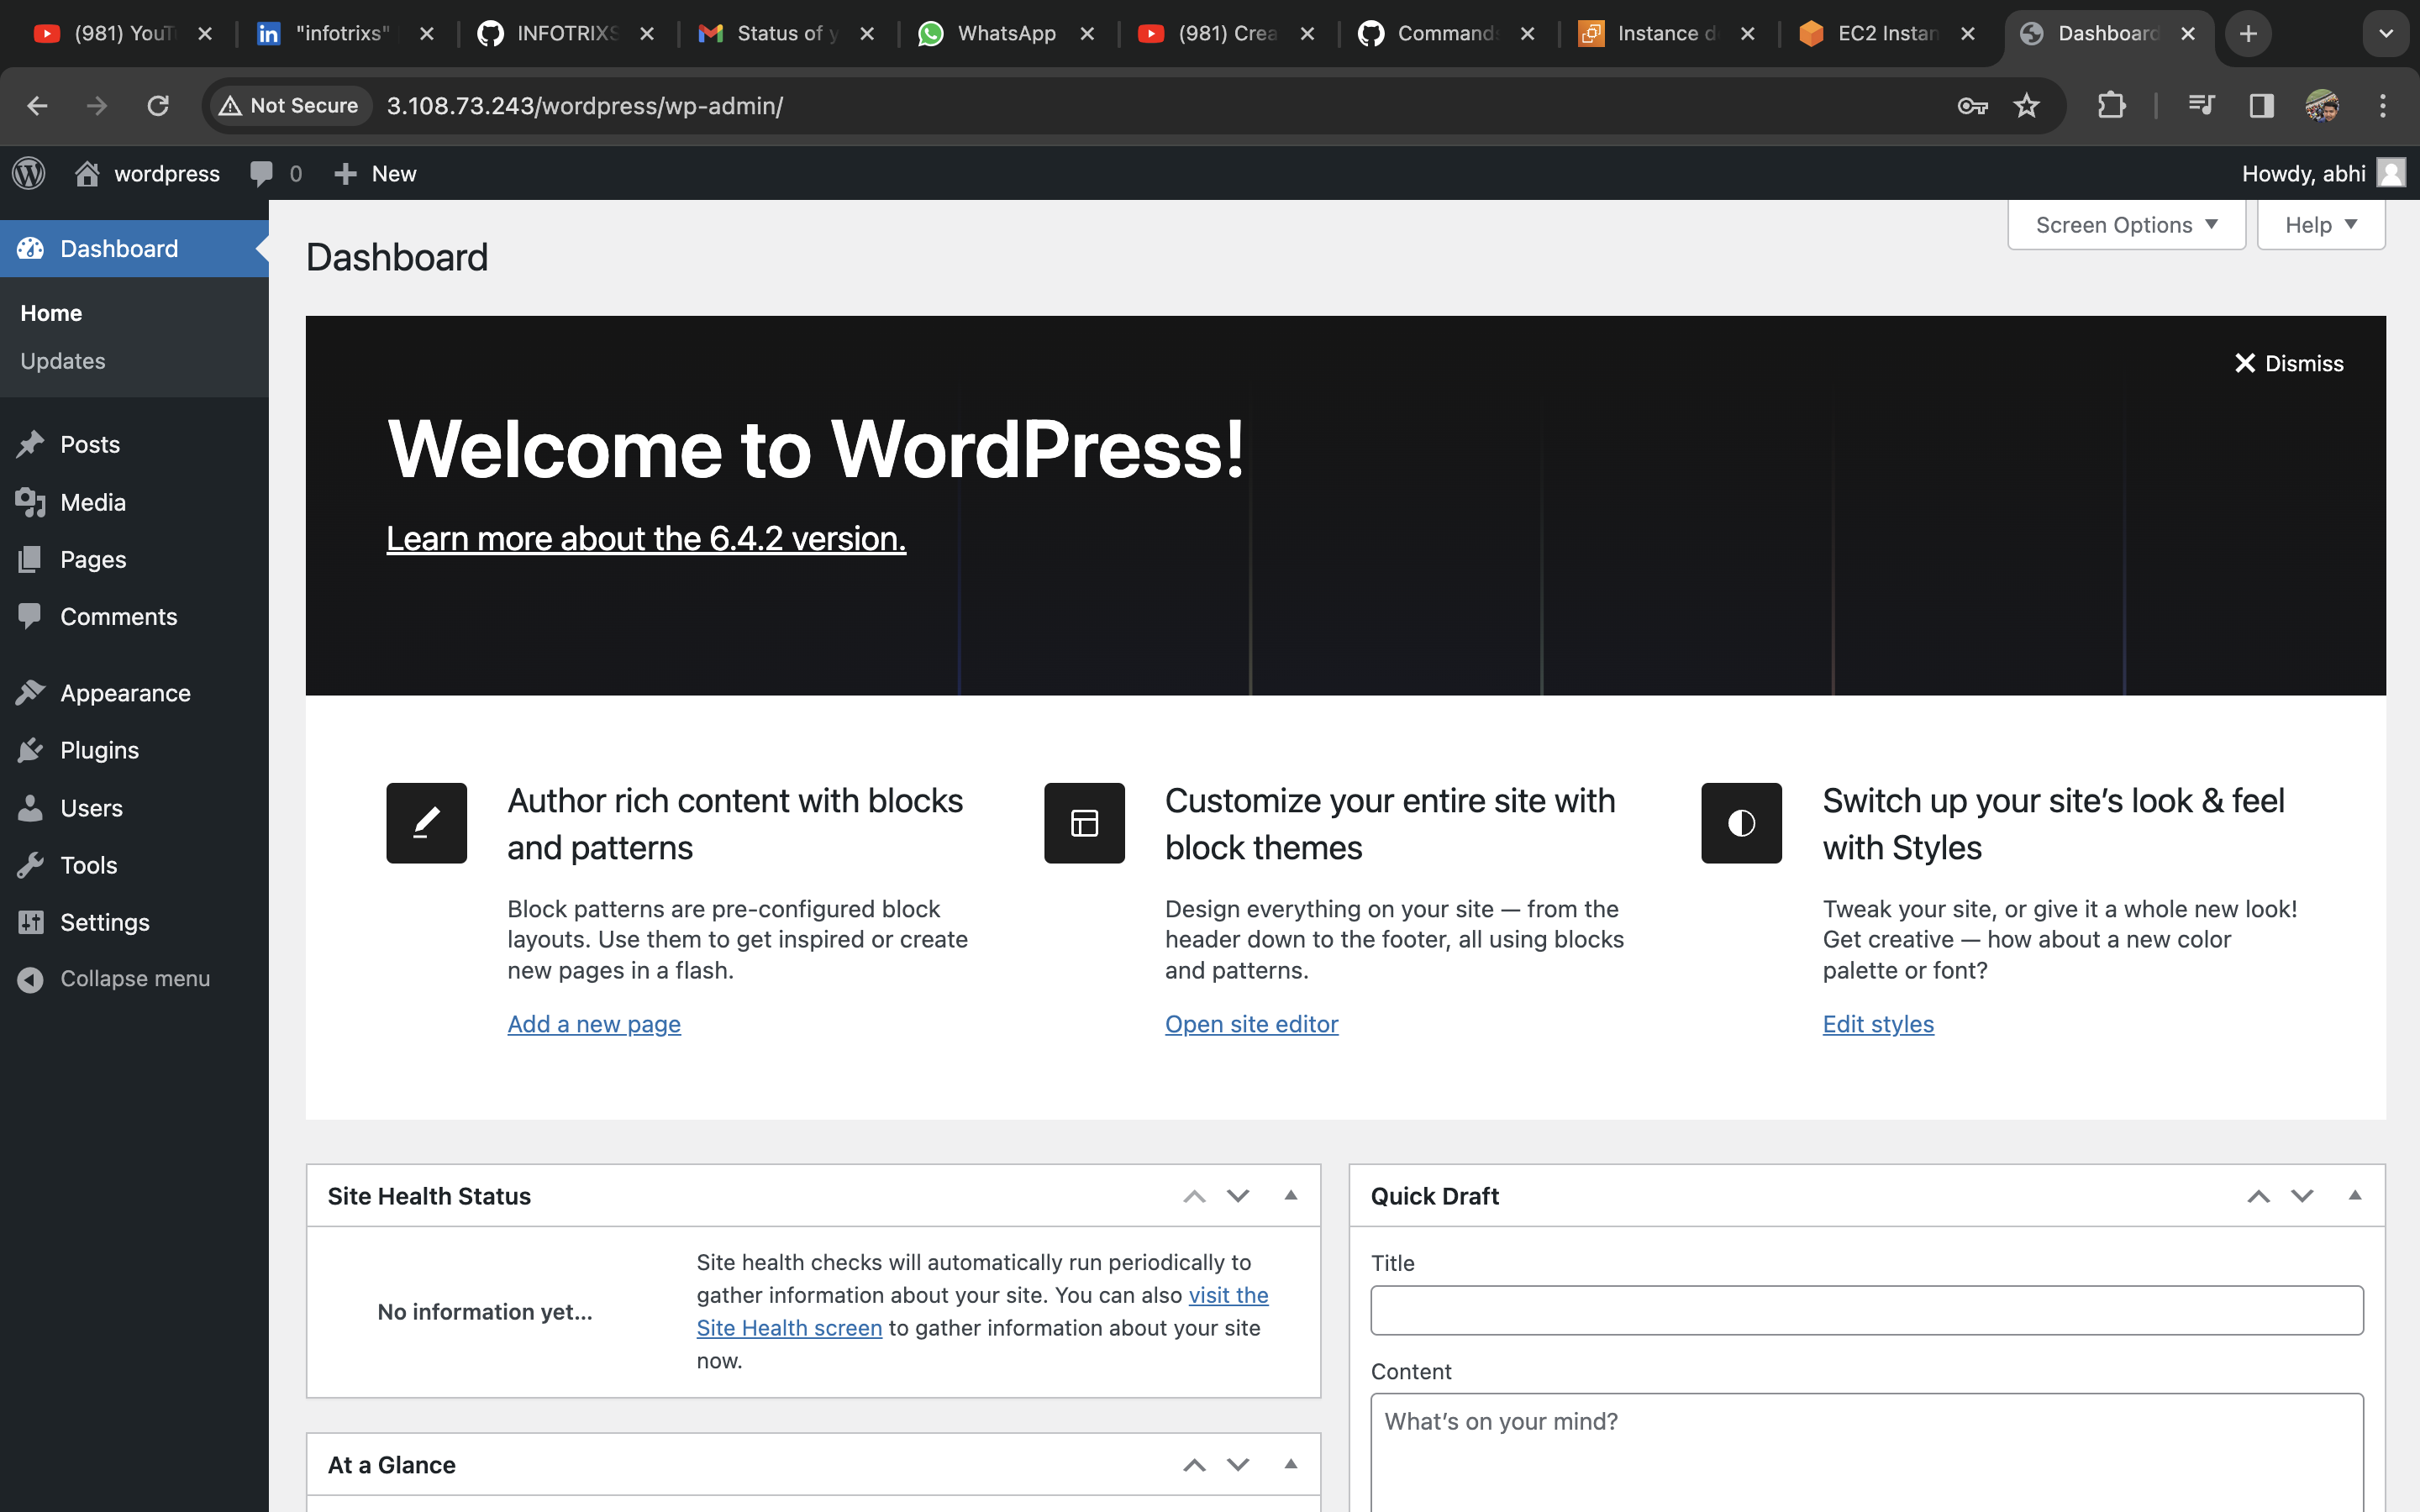 (981) YouT
"infotrixs"
INFOTRIXS
Status of y
WhatsApp
(981) Crea
Command
Instance d
EC2 Instan
Dashboard
Not Secure
3.108.73.243/wordpress/wp-admin/
wordpress
0
New
Howdy, abhi
Dashboard
Home
Updates
Posts
Media
Pages
Comments
Appearance
Plugins
Users
Tools
Settings
Collapse menu
Screen Options
Help
Dashboard
Dismiss
Welcome to WordPress!
Learn more about the 6.4.2 version.
Author rich content with blocks
and patterns
Block patterns are pre-configured block
layouts. Use them to get inspired or create
new pages in a flash.
Add a new page
Customize your entire site with
block themes
Design everything on your site — from the
header down to the footer, all using blocks
and patterns.
Open site editor
Switch up your site’s look & feel
with Styles
Tweak your site, or give it a whole new look!
Get creative — how about a new color
palette or font?
Edit styles
Site Health Status
No information yet...
Site health checks will automatically run periodically to
gather information about your site. You can also visit the
Site Health screen to gather information about your site
now.
At a Glance
Quick Draft
Title
Content
What’s on your mind?